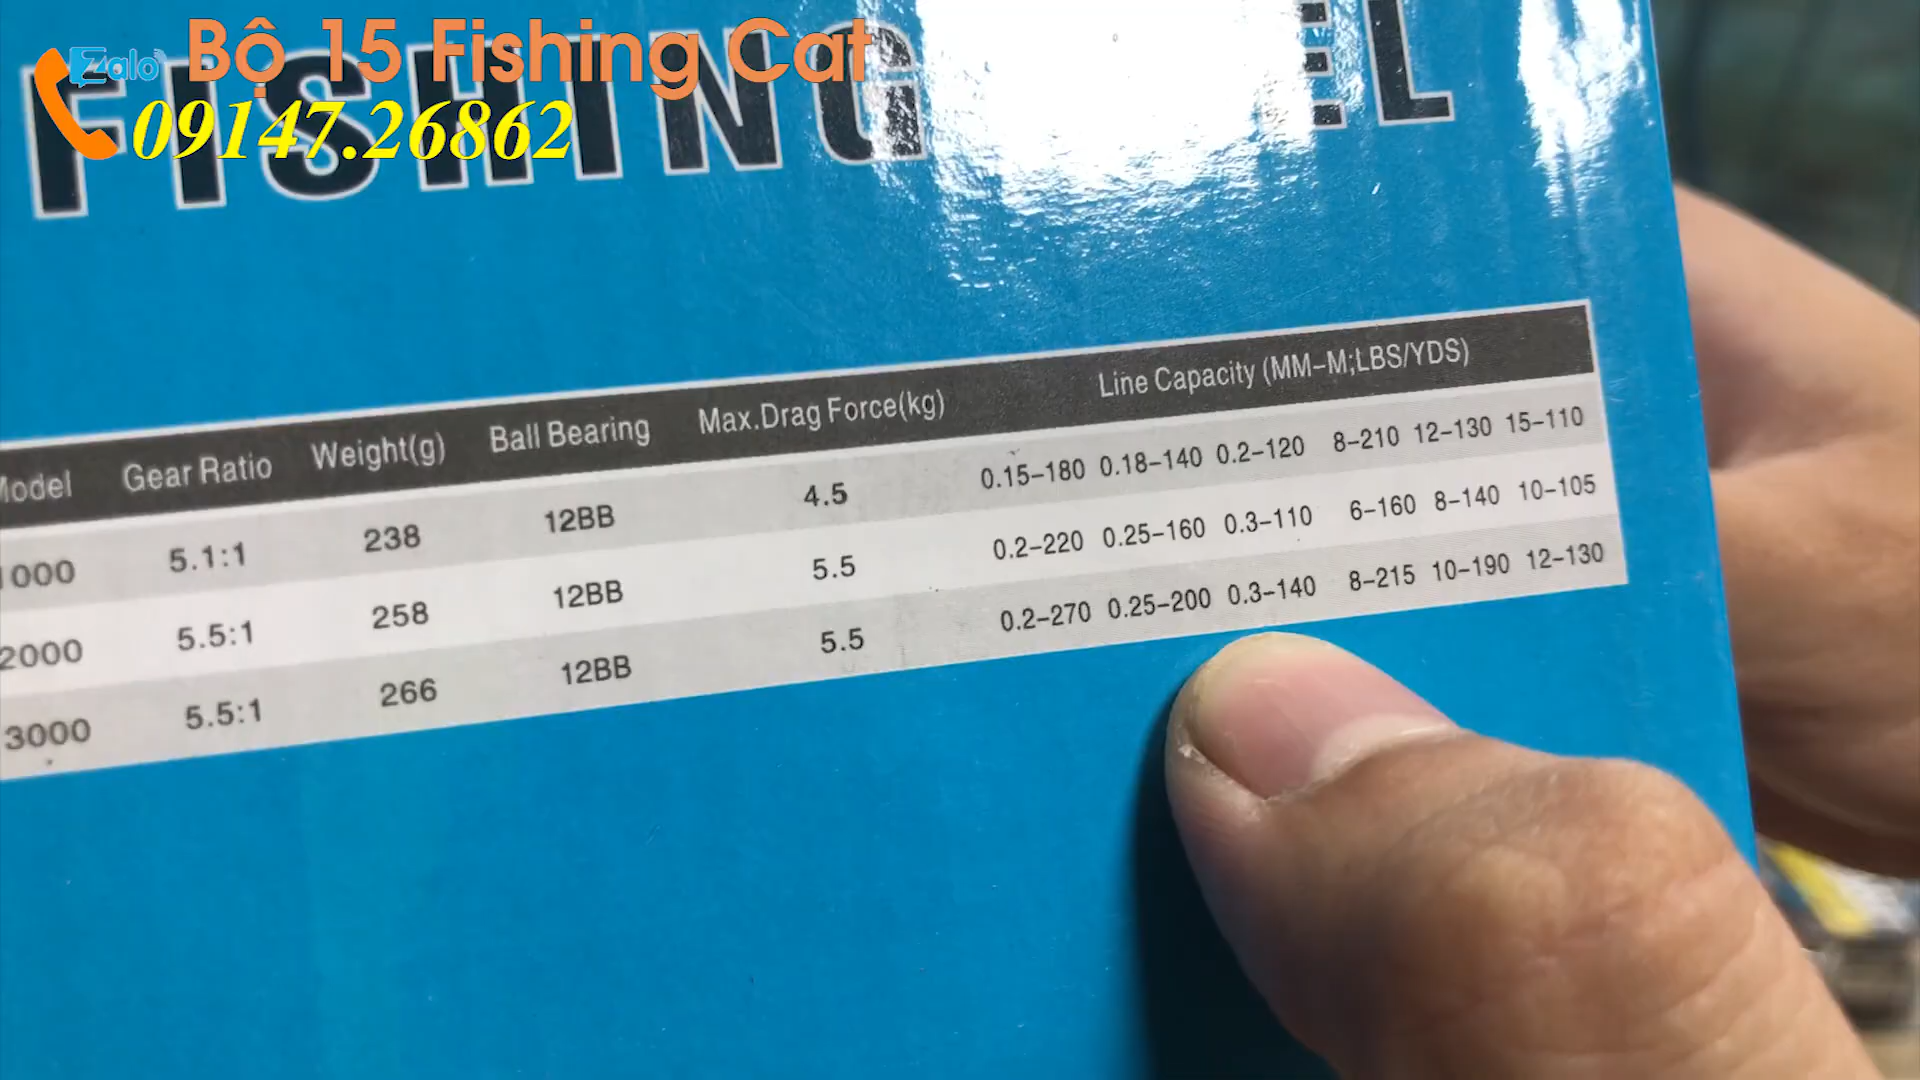 Zalo Bộ 15 Fishing Cat
09147.26862
FISHING
Model Gear Ratio Weight(g) Ball Bearing Max.Drag Force(kg) Line Capacity (MM-M;LBS/YDS)
1000 5.1:1 238 12BB 4.5 0.15-180 0.18-140 0.2-120 8-210 12-130 15-110
2000 5.5:1 258 12BB 5.5 0.2-220 0.25-160 0.3-110 6-160 8-140 10-105
3000 5.5:1 266 12BB 5.5 0.2-270 0.25-200 0.3-140 8-215 10-190 12-130